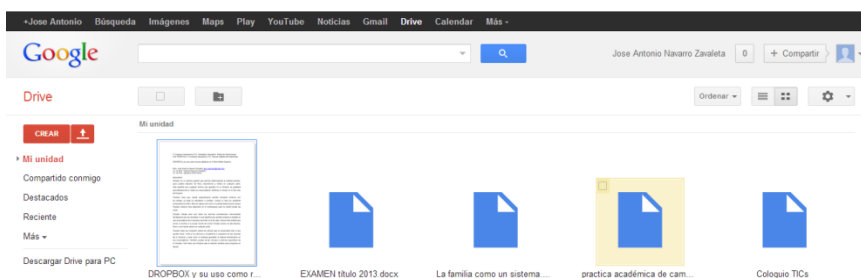 +Jose Antonio Búsqueda Imágenes Maps Play YouTube Noticias Gmail Drive Calendar Más
Google
Jose Antonio Navarro Zavaleta 0 + Compartir
Drive
Ordenar
CREAR
Mi unidad
Mi unidad
Compartido conmigo
Destacados
Reciente
Más
Descargar Drive para PC
DROPBOX y su uso como r...
EXAMEN título 2013.docx
La familia como un sistema....
practica académica de cam...
Coloquio TICs